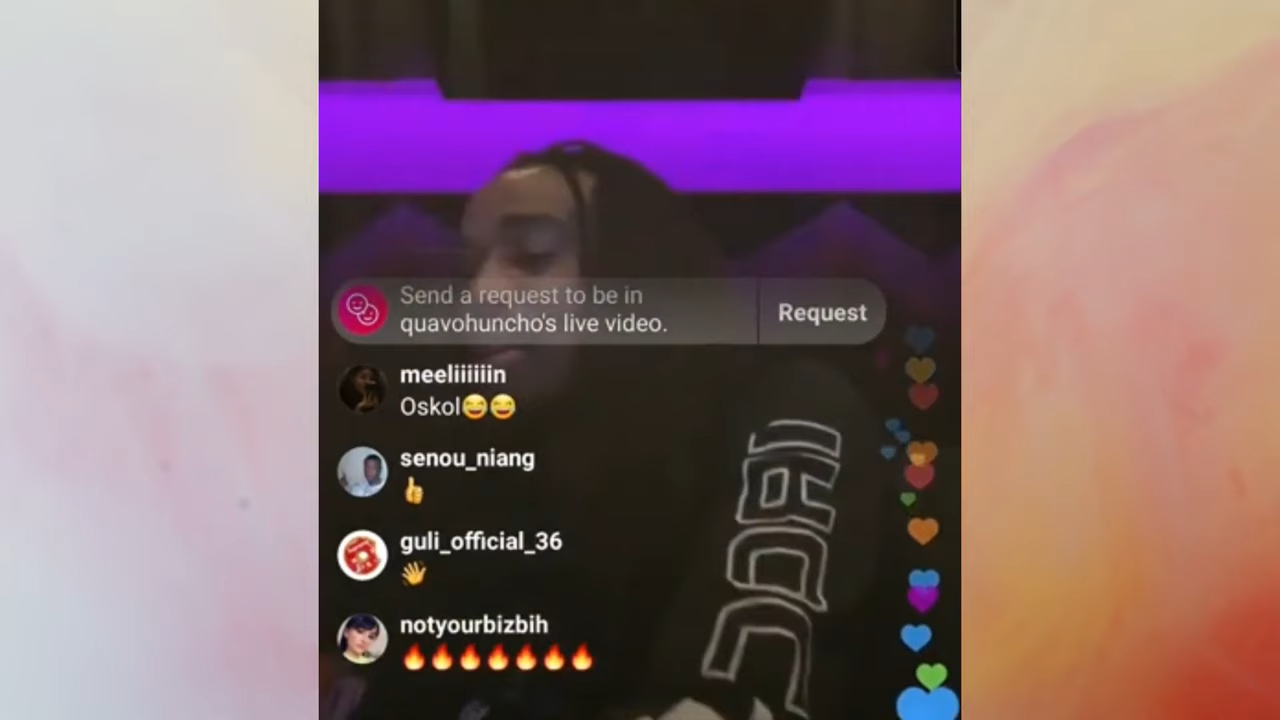 Send a request to be in
quavohuncho's live video.
Request
meeliiiiiin
Oskol😂😂
senou_niang
👍
guli_official_36
👋
notyourbizbih
🔥🔥🔥🔥🔥🔥🔥